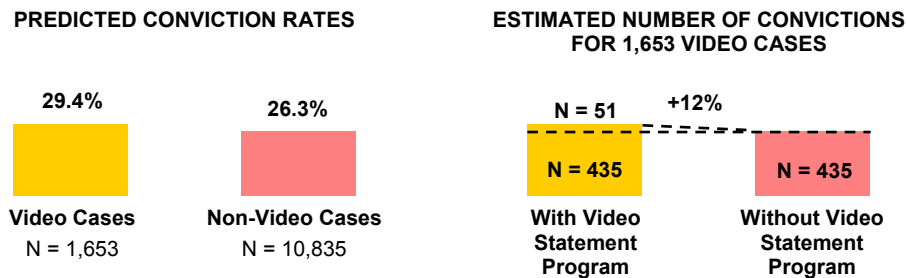 PREDICTED CONVICTION RATES
29.4%
26.3%
Video Cases
N = 1,653
Non-Video Cases
N = 10,835
ESTIMATED NUMBER OF CONVICTIONS
FOR 1,653 VIDEO CASES
N = 51
+12%
N = 435
N = 435
With Video
Statement
Program
Without Video
Statement
Program